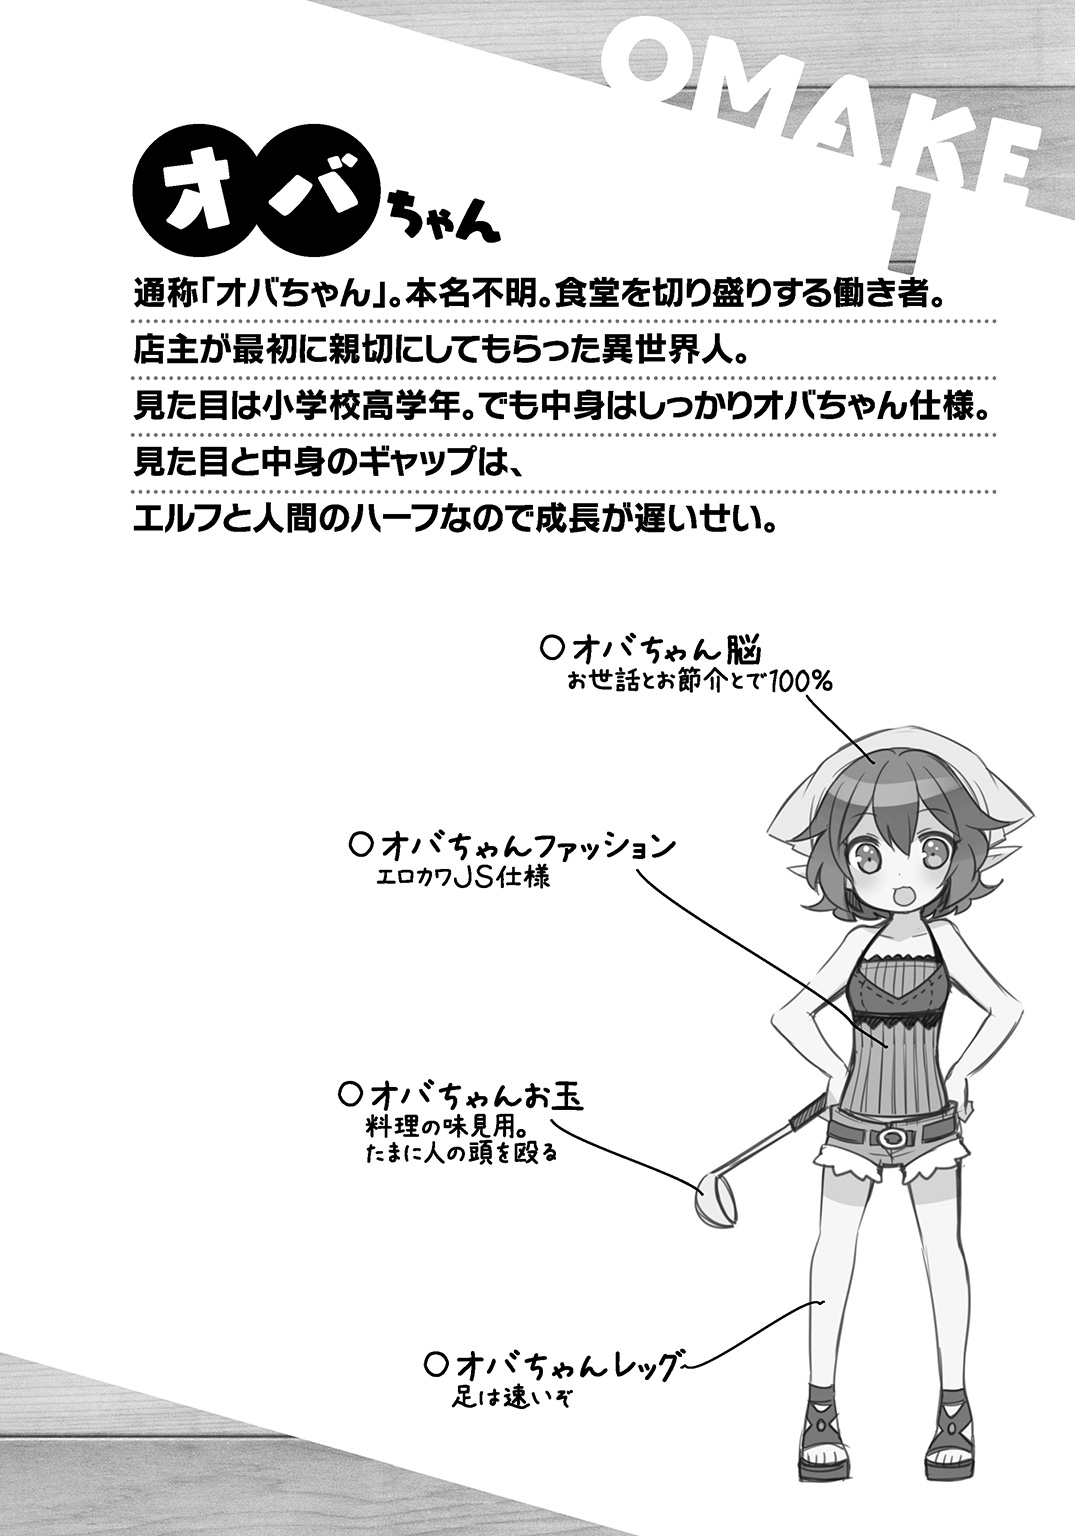 OMAKE
1
オバちゃん
通称「オバちゃん」。本名不明。食堂を切り盛りする働き者。
店主が最初に親切にしてもらった異世界人。
見た目は小学校高学年。でも中身はしっかりオバちゃん仕様。
見た目と中身のギャップは、
エルフと人間のハーフなので成長が遅いせい。
○オバちゃん脳
お世話とお節介とで100%
○オバちゃんファッション
エロカワJS仕様
○オバちゃんお玉
料理の味見用。
たまに人の頭を殴る
○オバちゃんレッグ
足は速いぞ